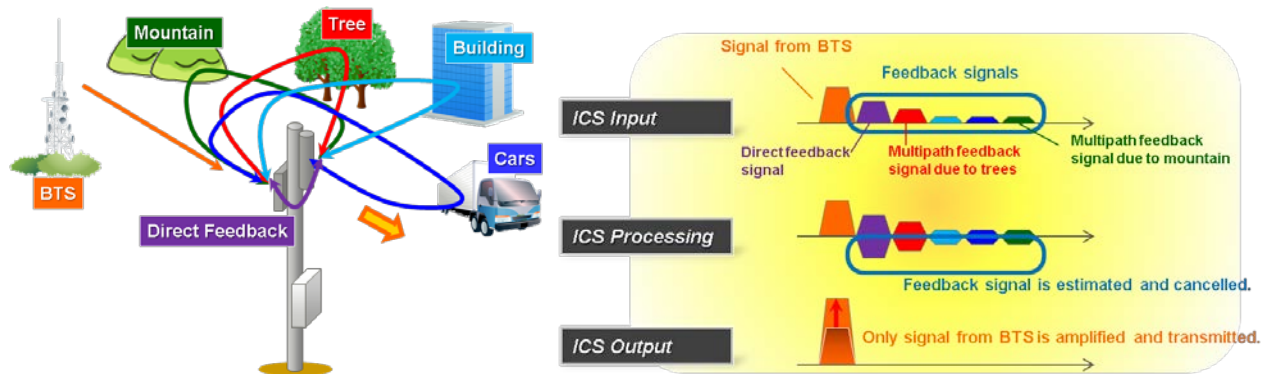 Mountain
Tree
Building
BTS
Cars
Direct Feedback
Signal from BTS
Feedback signals
ICS Input
Direct feedback
signal
Multipath feedback
signal due to trees
Multipath feedback
signal due to mountain
ICS Processing
Feedback signal is estimated and cancelled.
ICS Output
Only signal from BTS is amplified and transmitted.